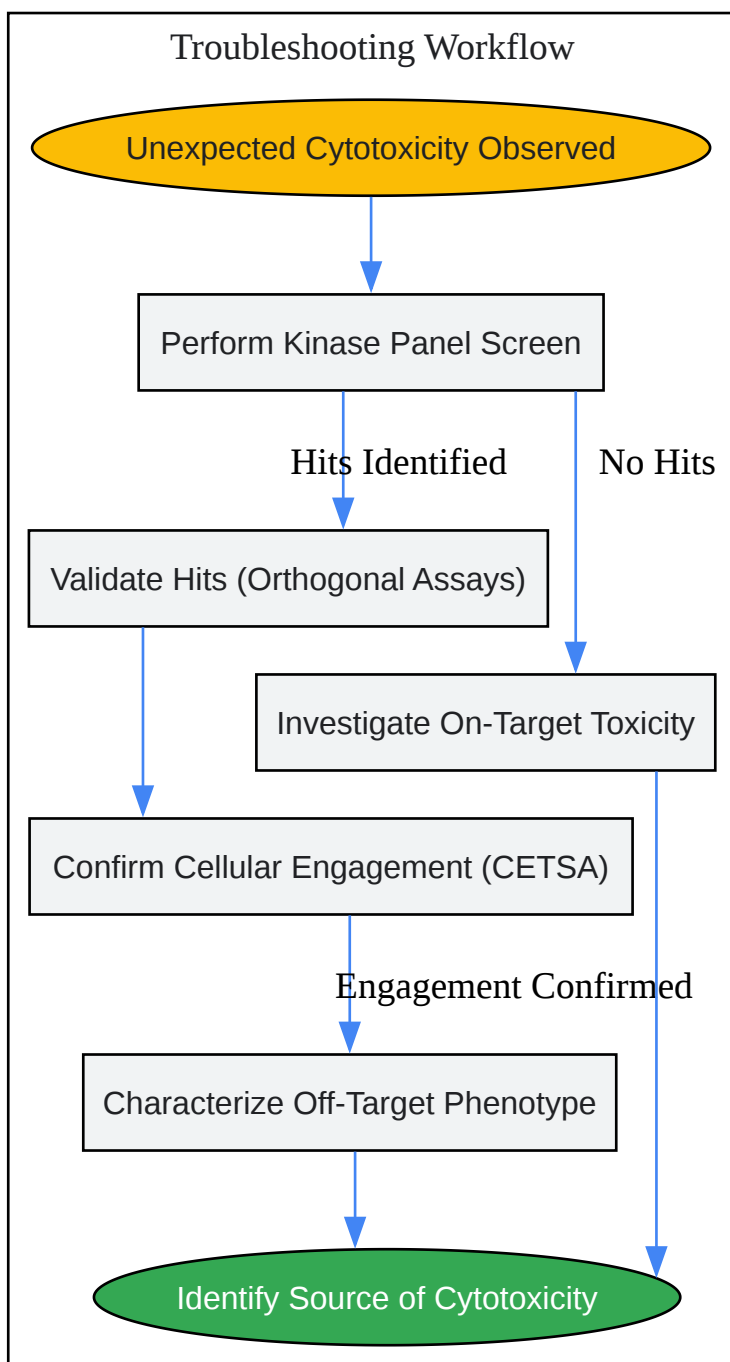 Troubleshooting Workflow
Unexpected Cytotoxicity Observed
Perform Kinase Panel Screen
Hits Identified
No Hits
Validate Hits (Orthogonal Assays)
Investigate On-Target Toxicity
Confirm Cellular Engagement (CETSA)
Engagement Confirmed
Characterize Off-Target Phenotype
Identify Source of Cytotoxicity